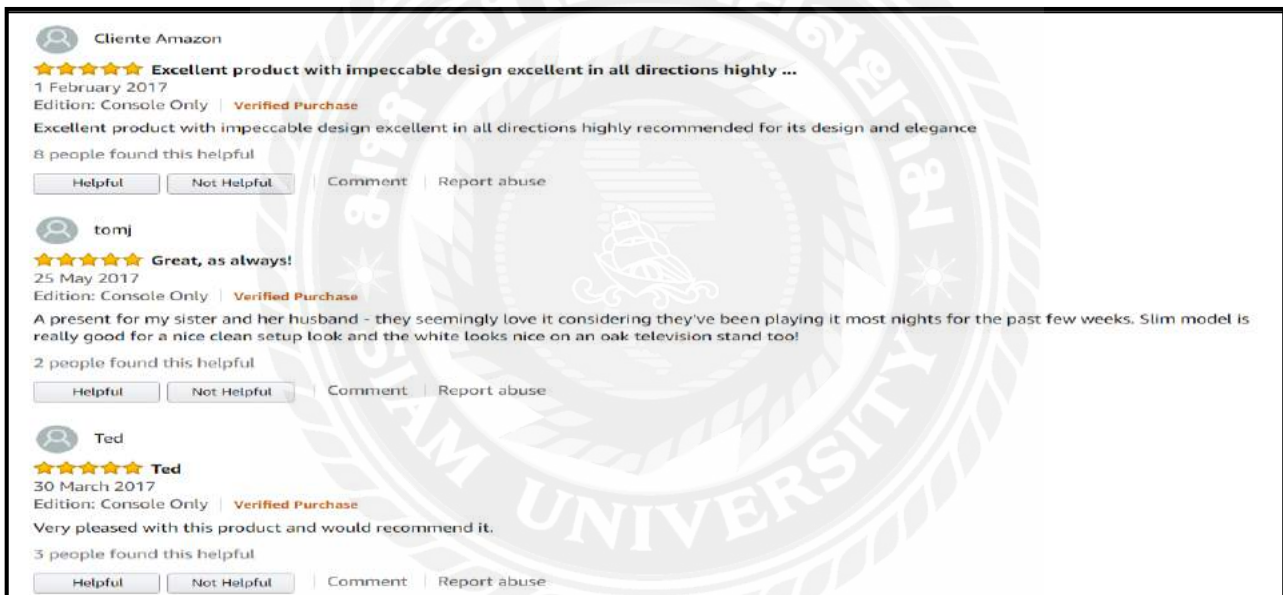 Cliente Amazon
Excellent product with impeccable design excellent in all directions highly ...
1 February 2017
Edition: Console Only | Verified Purchase
Excellent product with impeccable design excellent in all directions highly recommended for its design and elegance
8 people found this helpful
Helpful Not Helpful | Comment | Report abuse
tomj
Great, as always!
25 May 2017
Edition: Console Only | Verified Purchase
A present for my sister and her husband - they seemingly love it considering they've been playing it most nights for the past few weeks. Slim model is
really good for a nice clean setup look and the white looks nice on an oak television stand too!
2 people found this helpful
Helpful Not Helpful | Comment | Report abuse
Ted
Ted
30 March 2017
Edition: Console Only | Verified Purchase
Very pleased with this product and would recommend it.
3 people found this helpful
Helpful Not Helpful | Comment | Report abuse
SIAM UNIVERSITY